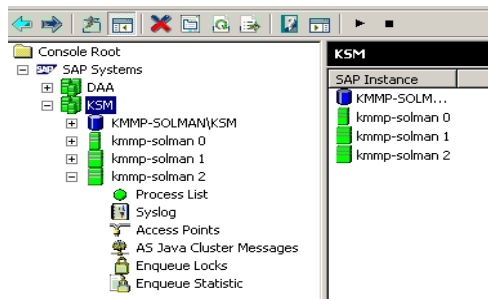 Console Root
SAP SAP Systems
DAA
KSM
KMMP-SOLMAN\KSM
kmmp-solman 0
kmmp-solman 1
kmmp-solman 2
Process List
Syslog
Access Points
AS Java Cluster Messages
Enqueue Locks
Enqueue Statistic
KSM
SAP Instance
KMMP-SOLM...
kmmp-solman 0
kmmp-solman 1
kmmp-solman 2